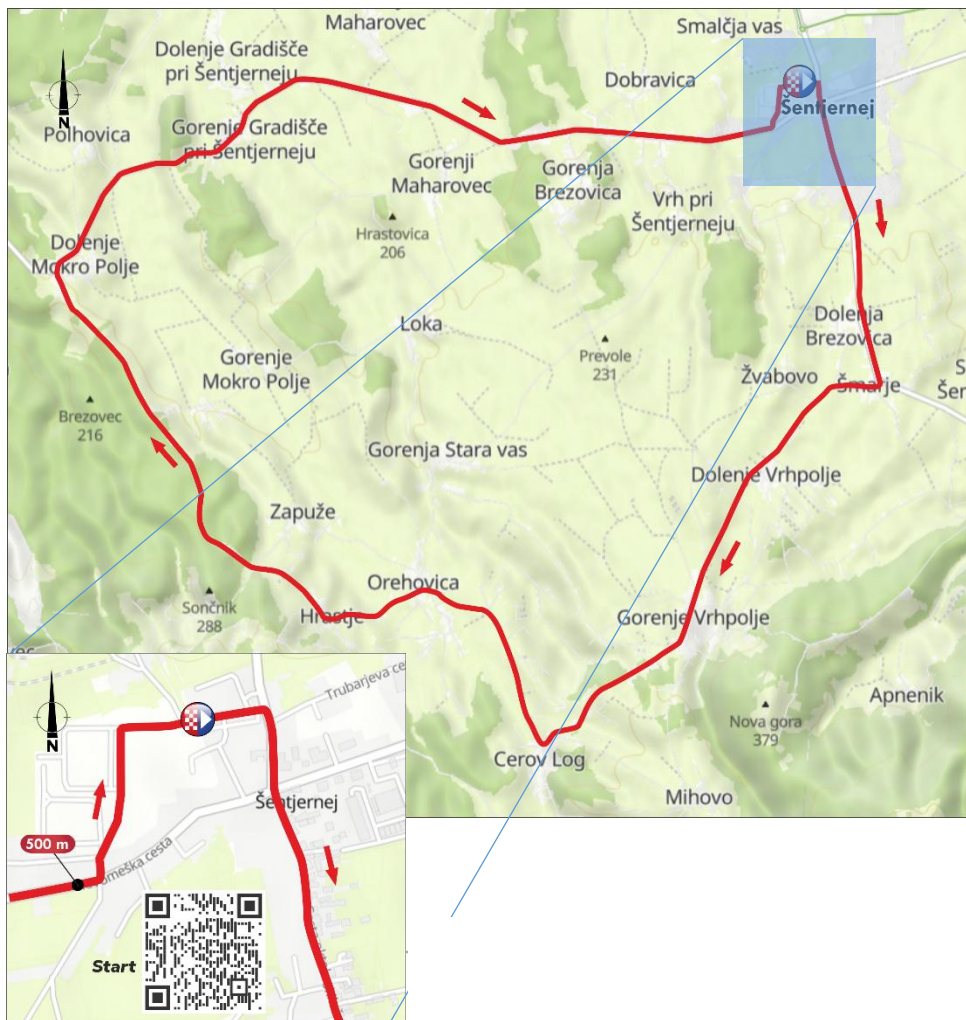 Maharovec
Smalčja vas
Dolenje Gradišče
pri Šentjerneju
Dobravica
N
Šentjernej
Polhovica
Gorenje Gradišče
pri Šentjerneju
Gorenji
Maharovec
Gorenja
Brezovica
Vrh pri
Šentjerneju
Hrastovica
206
Dolenje
Mokro Polje
Loka
Dolenja
Brezovica
Gorenje
Mokro Polje
Prevole
231
Žvabovo
Šmarje
Š
Šer
Brezovec
216
Gorenja Stara vas
Dolenje Vrhpolje
Zapuže
Orehovica
Sončnik
288
Hrastje
Gorenje Vrhpolje
Apnenik
Nova gora
379
Cerov Log
Mihovo
N
Trubarjeva ce
Šentjernej
500 m
omeška cesta
Start